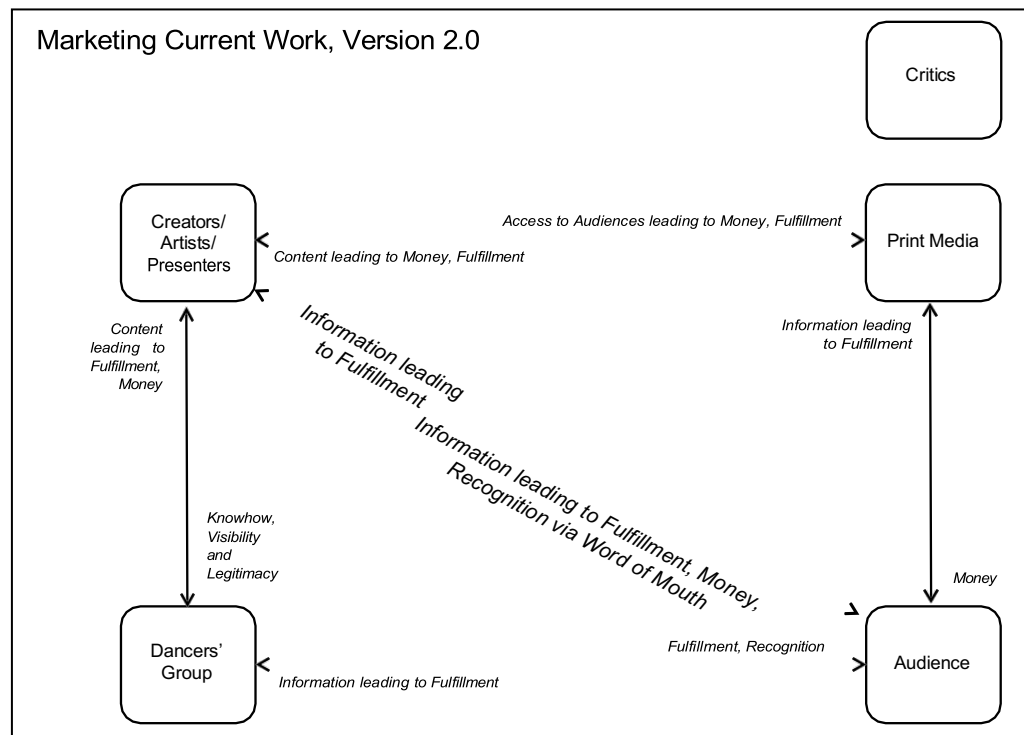 Marketing Current Work, Version 2.0
Critics
Creators/
Artists/
Presenters
Access to Audiences leading to Money, Fulfillment
Print Media
Content leading to Money, Fulfillment
Content
leading to
Fulfillment,
Money
Information leading
to Fulfillment
Information leading
to Fulfillment
Information leading to Fulfillment, Money,
Recognition via Word of Mouth
Knowhow,
Visibility
and
Legitimacy
Money
Dancers’
Group
Fulfillment, Recognition
Audience
Information leading to Fulfillment